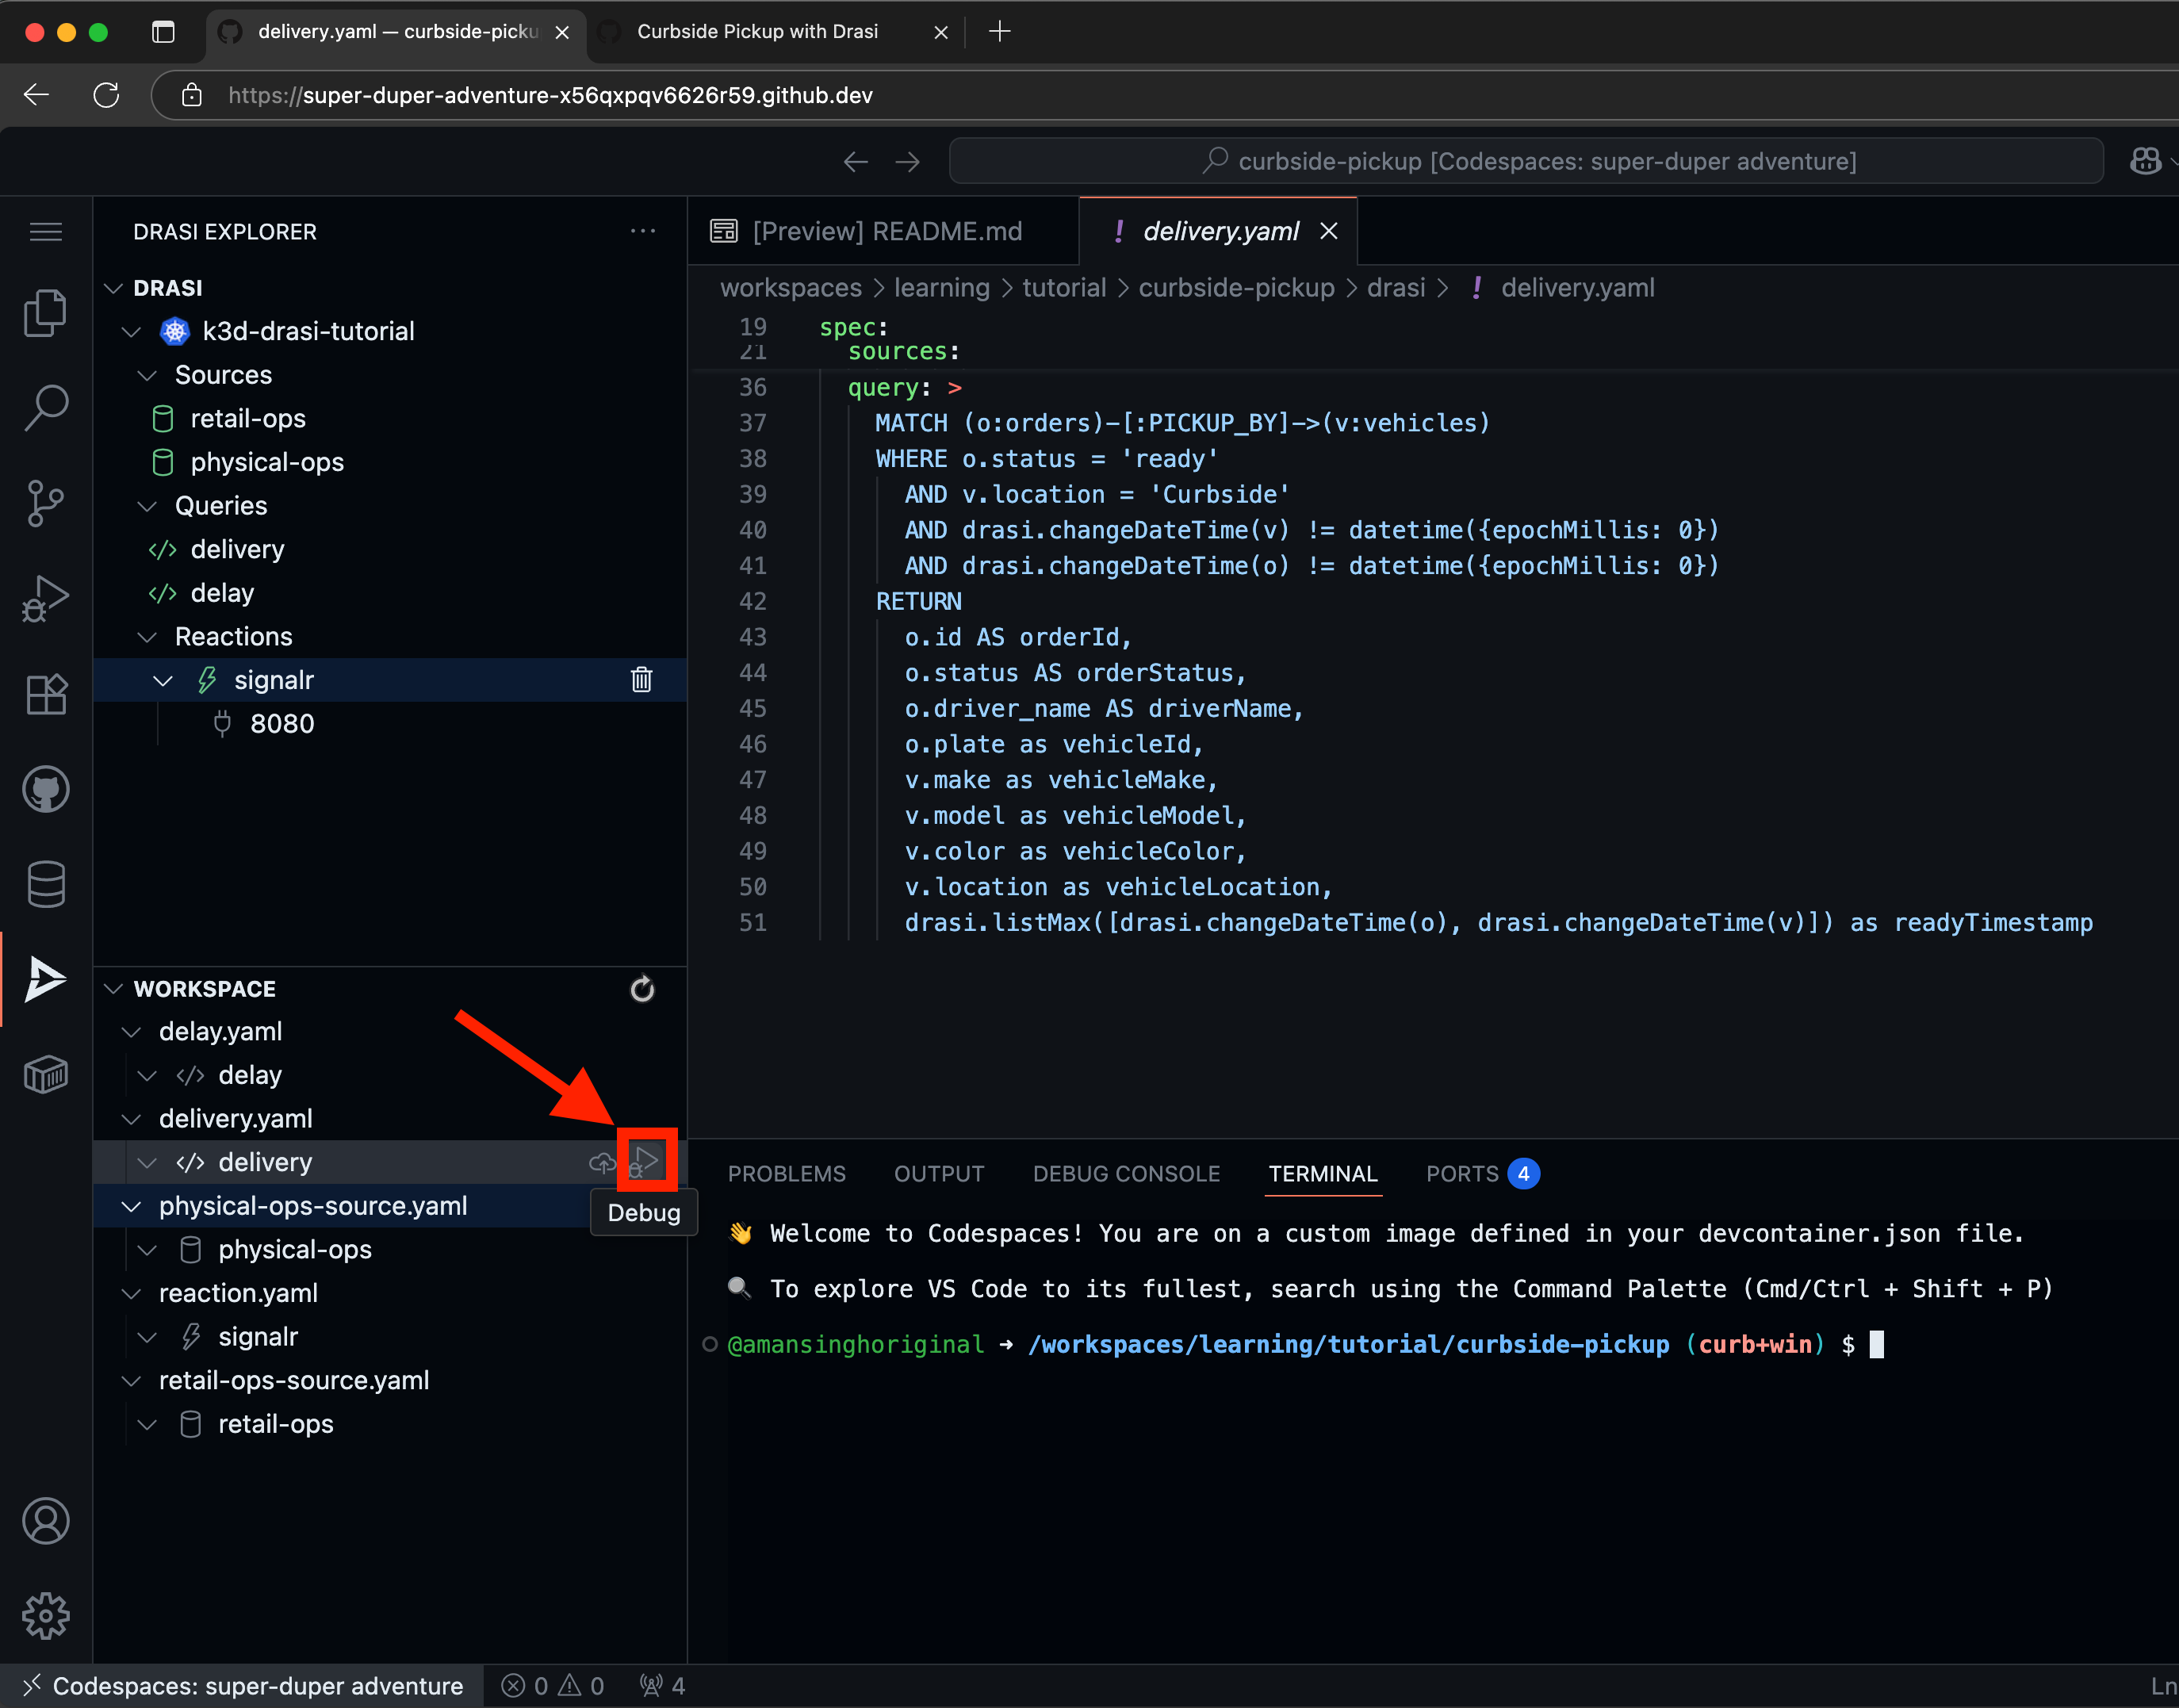 delivery.yaml — curbside-picku
Curbside Pickup with Drasi
https://super-duper-adventure-x56qxpqv6626r59.github.dev
curbside-pickup [Codespaces: super-duper adventure]
DRASI EXPLORER
DRASI
k3d-drasi-tutorial
Sources
retail-ops
physical-ops
Queries
delivery
delay
Reactions
signalr
8080
WORKSPACE
delay.yaml
delay
delivery.yaml
delivery
Debug
physical-ops-source.yaml
physical-ops
reaction.yaml
signalr
retail-ops-source.yaml
retail-ops
[Preview] README.md
! delivery.yaml
workspaces > learning > tutorial > curbside-pickup > drasi > ! delivery.yaml
19 spec:
21 sources:
36 query: >
37 MATCH (o:orders)-[:PICKUP_BY]->(v:vehicles)
38 WHERE o.status = 'ready'
39 AND v.location = 'Curbside'
40 AND drasi.changeDateTime(v) != datetime({epochMillis: 0})
41 AND drasi.changeDateTime(o) != datetime({epochMillis: 0})
42 RETURN
43 o.id AS orderId,
44 o.status AS orderStatus,
45 o.driver_name AS driverName,
46 o.plate as vehicleId,
47 v.make as vehicleMake,
48 v.model as vehicleModel,
49 v.color as vehicleColor,
50 v.location as vehicleLocation,
51 drasi.listMax([drasi.changeDateTime(o), drasi.changeDateTime(v)]) as readyTimestamp
PROBLEMS OUTPUT DEBUG CONSOLE TERMINAL PORTS 4
👋 Welcome to Codespaces! You are on a custom image defined in your devcontainer.json file.
🔍 To explore VS Code to its fullest, search using the Command Palette (Cmd/Ctrl + Shift + P)
@amansinghoriginal ➜ /workspaces/learning/tutorial/curbside-pickup (curb+win) $
Codespaces: super-duper adventure 0 0 4
Ln